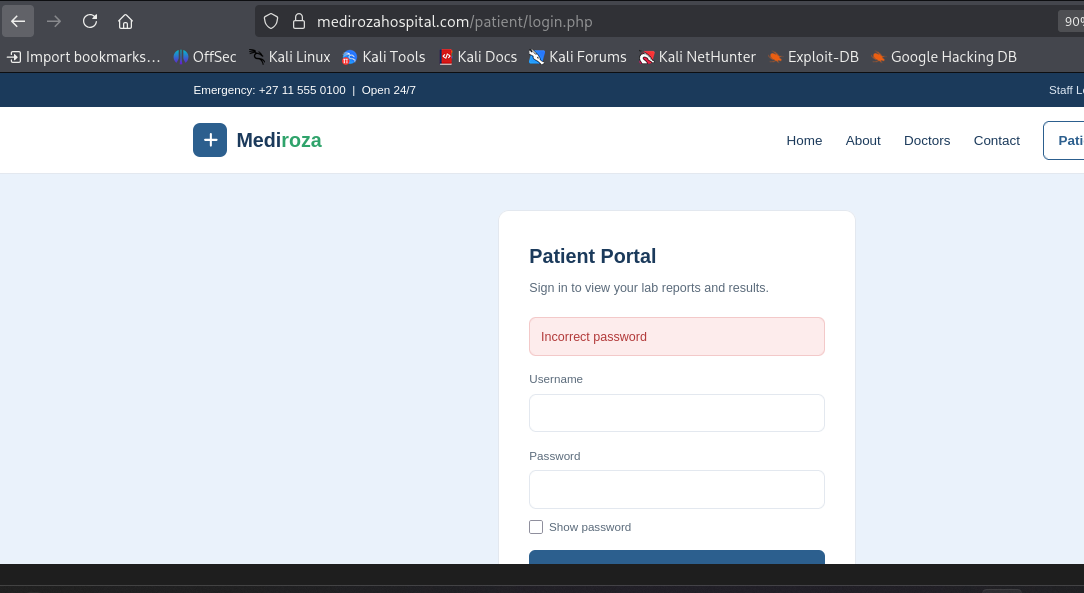 medirozahospital.com/patient/login.php
90%
Import bookmarks… OffSec Kali Linux Kali Tools Kali Docs Kali Forums Kali NetHunter Exploit-DB Google Hacking DB
Emergency: +27 11 555 0100 | Open 24/7
Staff
Mediroza
Home About Doctors Contact
Patient Portal
Sign in to view your lab reports and results.
Incorrect password
Username
Password
Show password